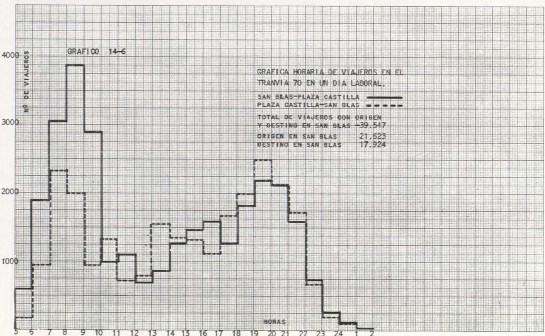 GRAFICO 14-6
Nº DE VIAJEROS
4000
3000
2000
1000
GRAFICA HORARIA DE VIAJEROS EN EL
TRANVIA 70 EN UN DIA LABORAL.
SAN BLAS-PLAZA CASTILLA
PLAZA CASTILLA-SAN BLAS
TOTAL DE VIAJEROS CON ORIGEN
Y DESTINO EN SAN BLAS -39.547
ORIGEN EN SAN BLAS 21,623
DESTINO EN SAN BLAS 17,924
HORAS
5 6 7 8 9 10 11 12 13 14 15 16 17 18 19 20 21 22 23 24 1 2